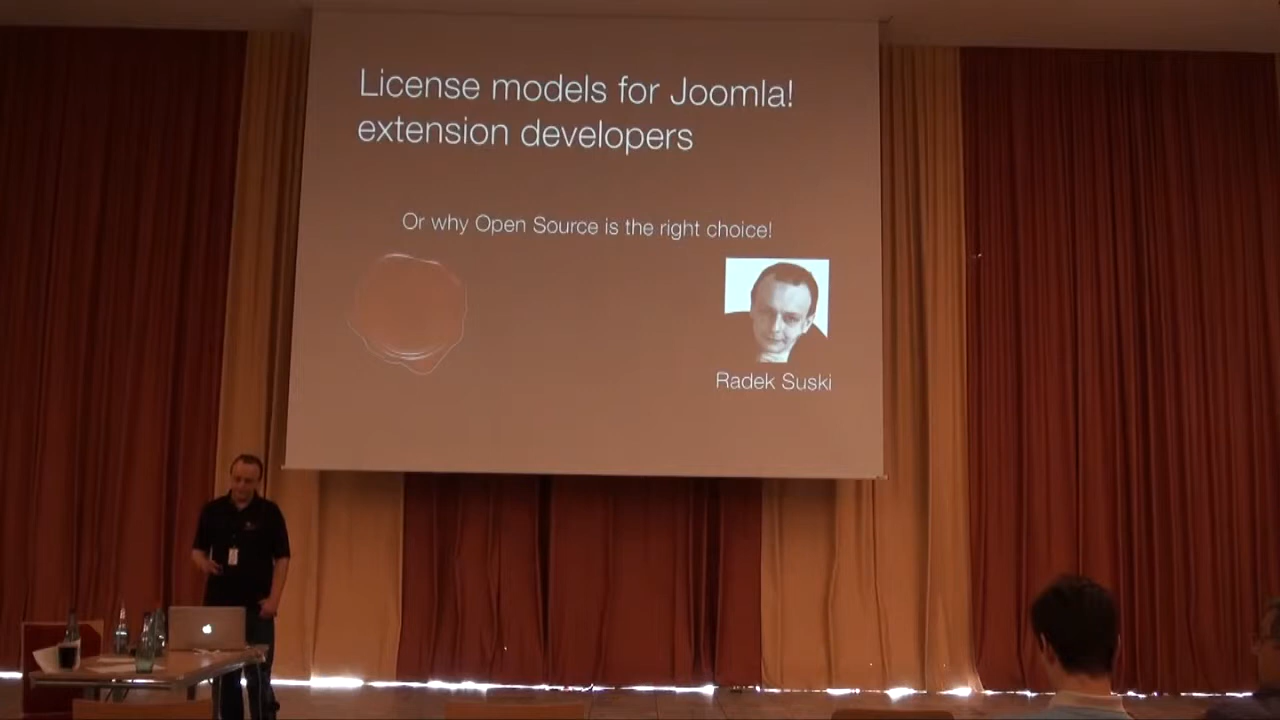 License models for Joomla!
extension developers
Or why Open Source is the right choice!
Radek Suski